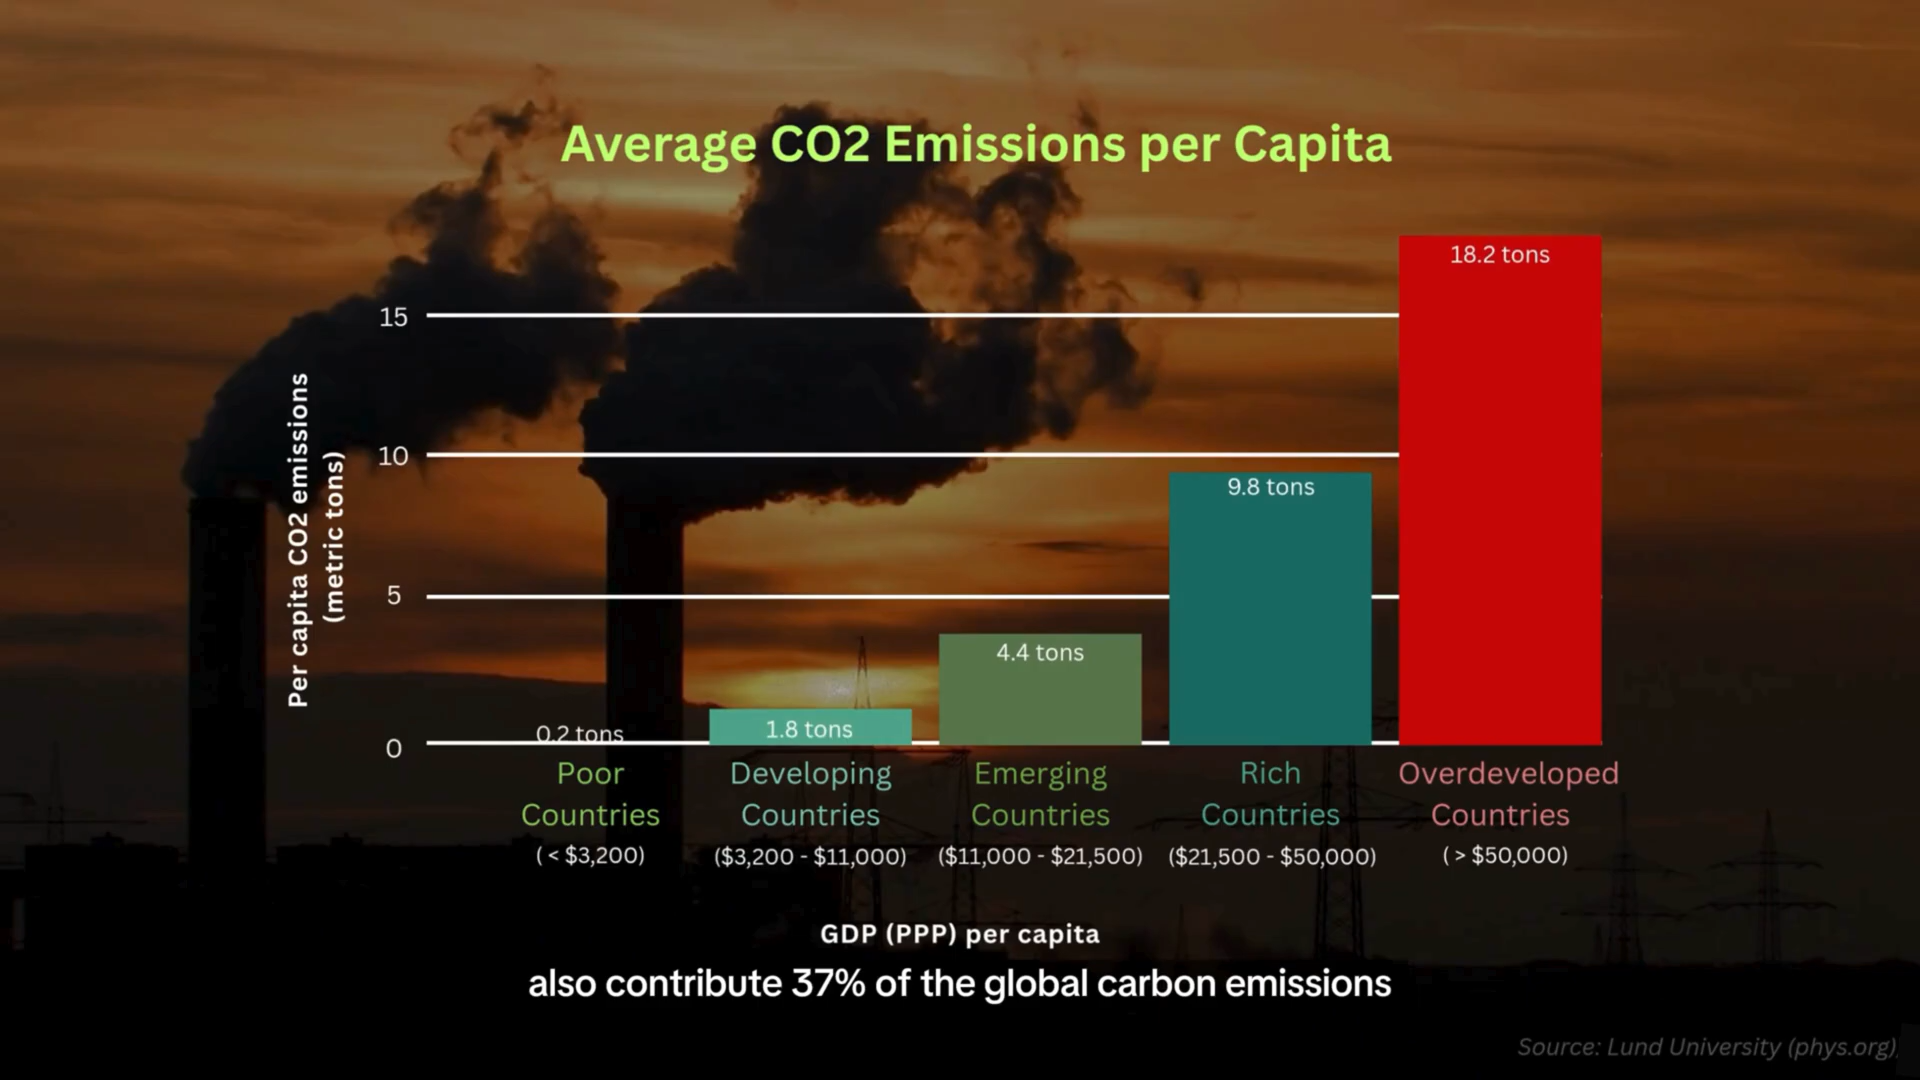 Average CO2 Emissions per Capita
18.2 tons
15
Per capita CO2 emissions
(metric tons)
10
9.8 tons
5
4.4 tons
1.8 tons
0.2 tons
0
Poor
Countries
( < $3,200)
Developing
Countries
($3,200 - $11,000)
Emerging
Countries
($11,000 - $21,500)
Rich
Countries
($21,500 - $50,000)
Overdeveloped
Countries
( > $50,000)
GDP (PPP) per capita
also contribute 37% of the global carbon emissions
Source: Lund University (phys.org)